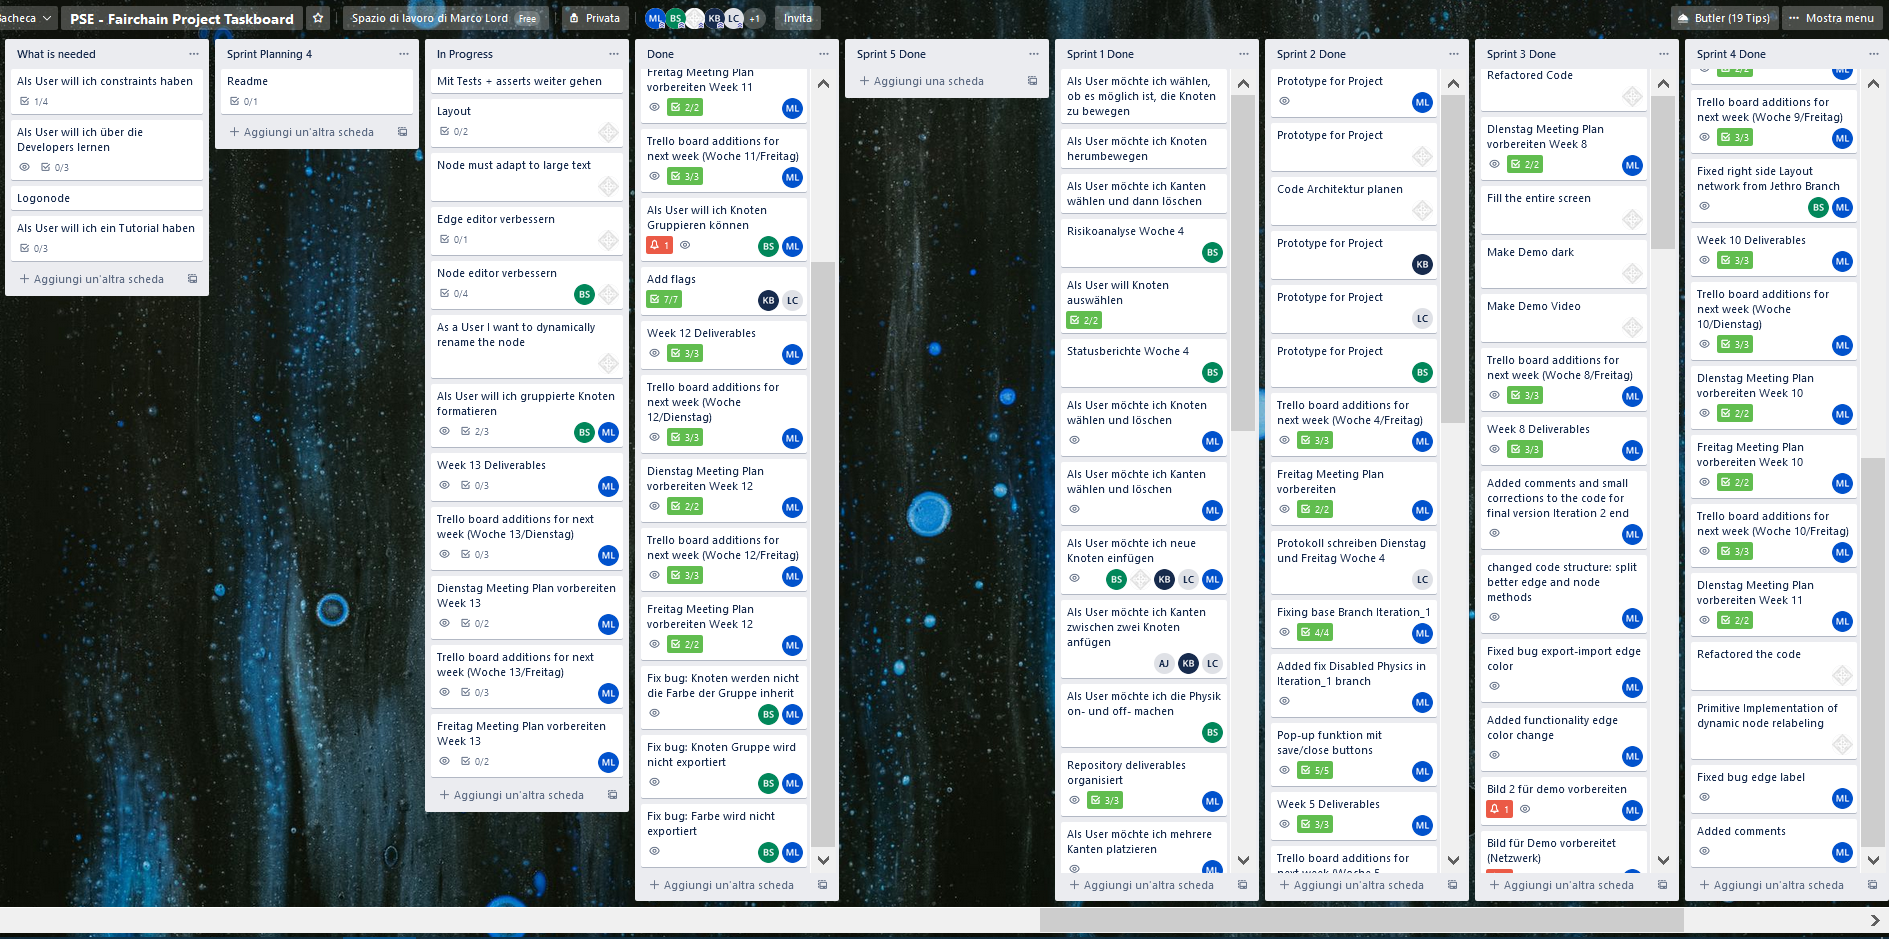 Bacheca
PSE - Fairchain Project Taskboard
Spazio di lavoro di Marco Lord
Free
Privata
ML
BS
KB
LC
+1
Invita
Butler (19 Tips)
Mostra menu
What is needed
Als User will ich constraints haben
1/4
Als User will ich über die
Developers lernen
0/3
Logonode
Als User will ich ein Tutorial haben
0/3
+ Aggiungi un'altra scheda
Sprint Planning 4
Readme
0/1
+ Aggiungi un'altra scheda
In Progress
Mit Tests + asserts weiter gehen
Layout
0/2
Node must adapt to large text
Edge editor verbessern
0/1
Node editor verbessern
0/4
BS
As a User I want to dynamically
rename the node
Als User will ich gruppierte Knoten
formatieren
2/3
BS ML
Week 13 Deliverables
0/3
ML
Trello board additions for next
week (Woche 13/Dienstag)
0/3
ML
Dienstag Meeting Plan vorbereiten
Week 13
0/2
ML
Trello board additions for next
week (Woche 13/Freitag)
0/3
ML
Freitag Meeting Plan vorbereiten
Week 13
0/2
ML
+ Aggiungi un'altra scheda
Done
Freitag Meeting Plan
vorbereiten Week 11
2/2
ML
Trello board additions for
next week (Woche 11/Freitag)
3/3
ML
Als User will ich Knoten
Gruppieren können
1
BS ML
Add flags
7/7
KB LC
Week 12 Deliverables
3/3
ML
Trello board additions for
next week (Woche
12/Dienstag)
3/3
ML
Dienstag Meeting Plan
vorbereiten Week 12
2/2
ML
Trello board additions for
next week (Woche 12/Freitag)
3/3
ML
Freitag Meeting Plan
vorbereiten Week 12
2/2
ML
Fix bug: Knoten werden nicht
die Farbe der Gruppe inherit
BS ML
Fix bug: Knoten Gruppe wird
nicht exportiert
BS ML
Fix bug: Farbe wird nicht
exportiert
BS ML
+ Aggiungi un'altra scheda
Sprint 5 Done
+ Aggiungi una scheda
Sprint 1 Done
Als User möchte ich wählen,
ob es möglich ist, die Knoten
zu bewegen
Als User möchte ich Knoten
herumbewegen
Als User möchte ich Kanten
wählen und dann löschen
Risikoanalyse Woche 4
BS
Als User will Knoten
auswählen
2/2
Statusberichte Woche 4
BS
Als User möchte ich Knoten
wählen und löschen
ML
Als User möchte ich Kanten
wählen und löschen
ML
Als User möchte ich neue
Knoten einfügen
BS KB LC ML
Als User möchte ich Kanten
zwischen zwei Knoten
anfügen
AJ KB LC
Als User möchte ich die Physik
on- und off- machen
BS
Repository deliverables
organisiert
3/3
ML
Als User möchte ich mehrere
Kanten platzieren
ML
+ Aggiungi un'altra scheda
Sprint 2 Done
Prototype for Project
ML
Prototype for Project
Code Architektur planen
Prototype for Project
KB
Prototype for Project
LC
Prototype for Project
BS
Trello board additions for
next week (Woche 4/Freitag)
3/3
ML
Freitag Meeting Plan
vorbereiten
2/2
ML
Protokoll schreiben Dienstag
und Freitag Woche 4
LC
Fixing base Branch Iteration_1
4/4
ML
Added fix Disabled Physics in
Iteration_1 branch
ML
Pop-up funktion mit
save/close buttons
5/5
ML
Week 5 Deliverables
3/3
ML
Trello board additions for
next week (Woche 5
+ Aggiungi un'altra scheda
Sprint 3 Done
Refactored Code
DIenstag Meeting Plan
vorbereiten Week 8
2/2
ML
Fill the entire screen
Make Demo dark
Make Demo Video
Trello board additions for
next week (Woche 8/Freitag)
3/3
ML
Week 8 Deliverables
3/3
ML
Added comments and small
corrections to the code for
final version Iteration 2 end
ML
changed code structure: split
better edge and node
methods
ML
Fixed bug export-import edge
color
ML
Added functionality edge
color change
ML
Bild 2 für demo vorbereiten
1
ML
Bild für Demo vorbereitet
(Netzwerk)
+ Aggiungi un'altra scheda
Sprint 4 Done
2/2
ML
Trello board additions for
next week (Woche 9/Freitag)
3/3
ML
Fixed right side Layout
network from Jethro Branch
BS ML
Week 10 Deliverables
3/3
ML
Trello board additions for
next week (Woche
10/Dienstag)
3/3
ML
DIenstag Meeting Plan
vorbereiten Week 10
2/2
ML
Freitag Meeting Plan
vorbereiten Week 10
2/2
ML
Trello board additions for
next week (Woche 10/Freitag)
3/3
ML
DIenstag Meeting Plan
vorbereiten Week 11
2/2
ML
Refactored the code
Primitive Implementation of
dynamic node relabeling
Fixed bug edge label
ML
Added comments
ML
+ Aggiungi un'altra scheda